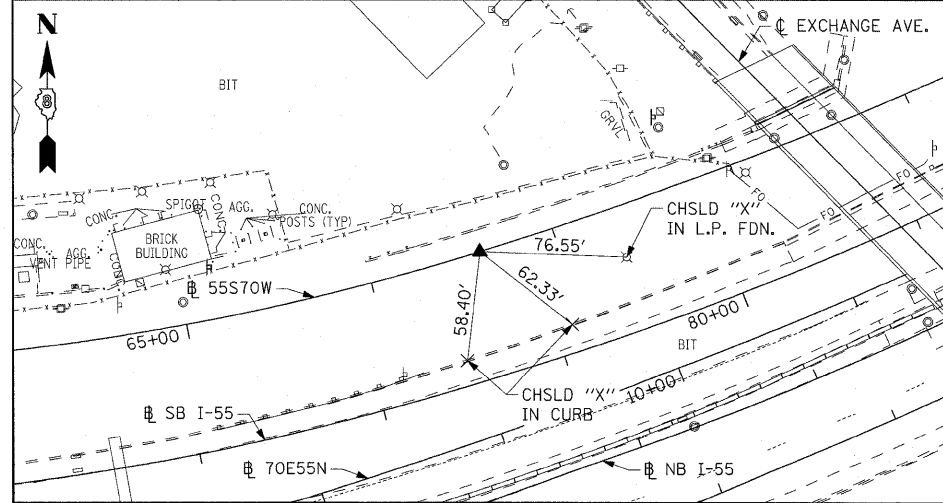 N
8
℄ EXCHANGE AVE.
BIT
GRVL
FO
FO
FO
SPIGOT
CONC.
CONC.
AGG.
CONC.
POSTS (TYP)
BRICK
BUILDING
CONC.
AGG.
VENT PIPE
CONC.
CHSLD "X"
IN L.P. FDN.
76.55'
62.33'
58.40'
B̲L 55S70W
65+00
80+00
BIT
10+00
CHSLD "X"
IN CURB
B̲L SB I-55
B̲L 70E55N
B̲L NB I-55